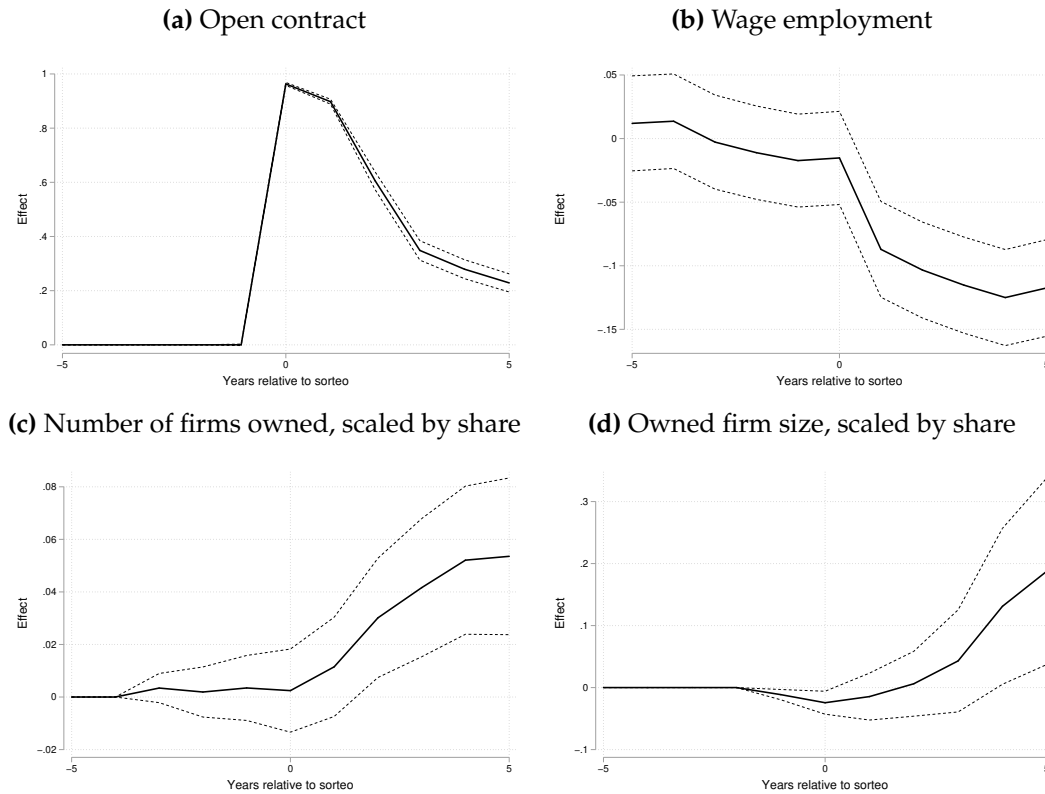 (a) Open contract
1
.8
.6
.4
.2
0
Effect
−5
0
5
Years relative to sorteo
(b) Wage employment
.05
0
−.05
−.1
−.15
Effect
−5
0
5
Years relative to sorteo
(c) Number of firms owned, scaled by share
.08
.06
.04
.02
0
−.02
Effect
−5
0
5
Years relative to sorteo
(d) Owned firm size, scaled by share
.3
.2
.1
0
−.1
Effect
−5
0
5
Years relative to sorteo